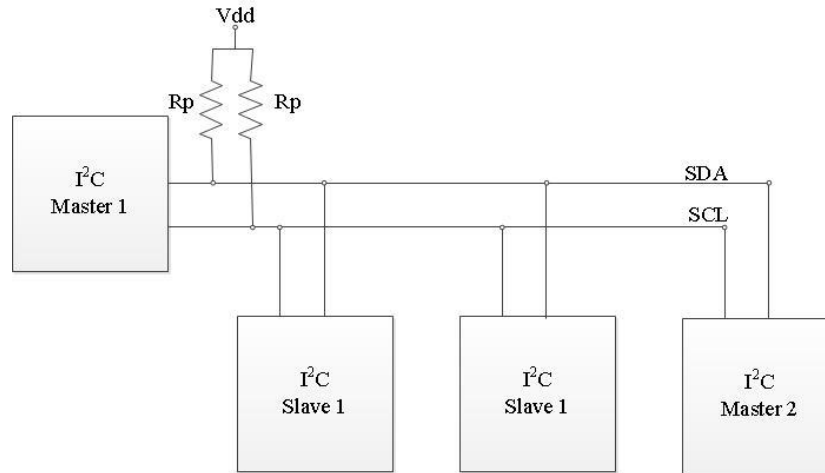 Vdd
Rp
Rp
I²C
Master 1
SDA
SCL
I²C
Slave 1
I²C
Slave 1
I²C
Master 2